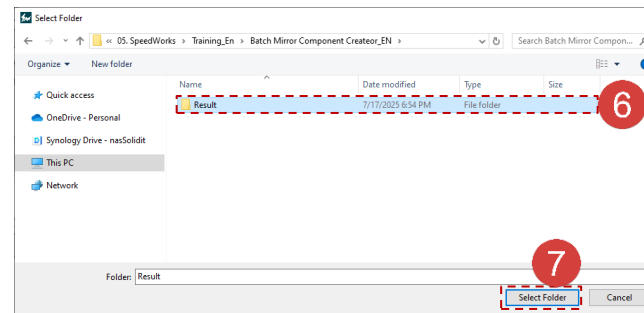 Select Folder
« 05. SpeedWorks › Training_En › Batch Mirror Component Createor_EN ›
Search Batch Mirror Compon...
Organize
New folder
Name
Date modified
Type
Size
Quick access
Result
7/17/2025 6:54 PM
File folder
6
OneDrive - Personal
Synology Drive - nasSolidit
This PC
Network
7
Folder: Result
Select Folder
Cancel